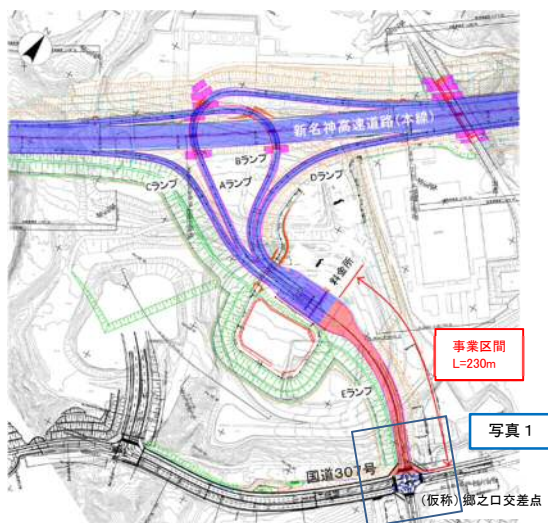 新名神高速道路(本線)
Bランプ
Cランプ
Aランプ
Dランプ
料金所
事業区間
L=230m
Eランプ
写真1
国道307号
(仮称)郷之口交差点